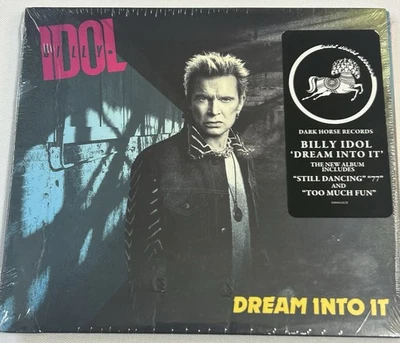 BILLY
IDOL
DARK HORSE RECORDS
BILLY IDOL
'DREAM INTO IT'
THE NEW ALBUM
INCLUDES
"STILL DANCING" "77"
AND
"TOO MUCH FUN"
DREAM INTO IT